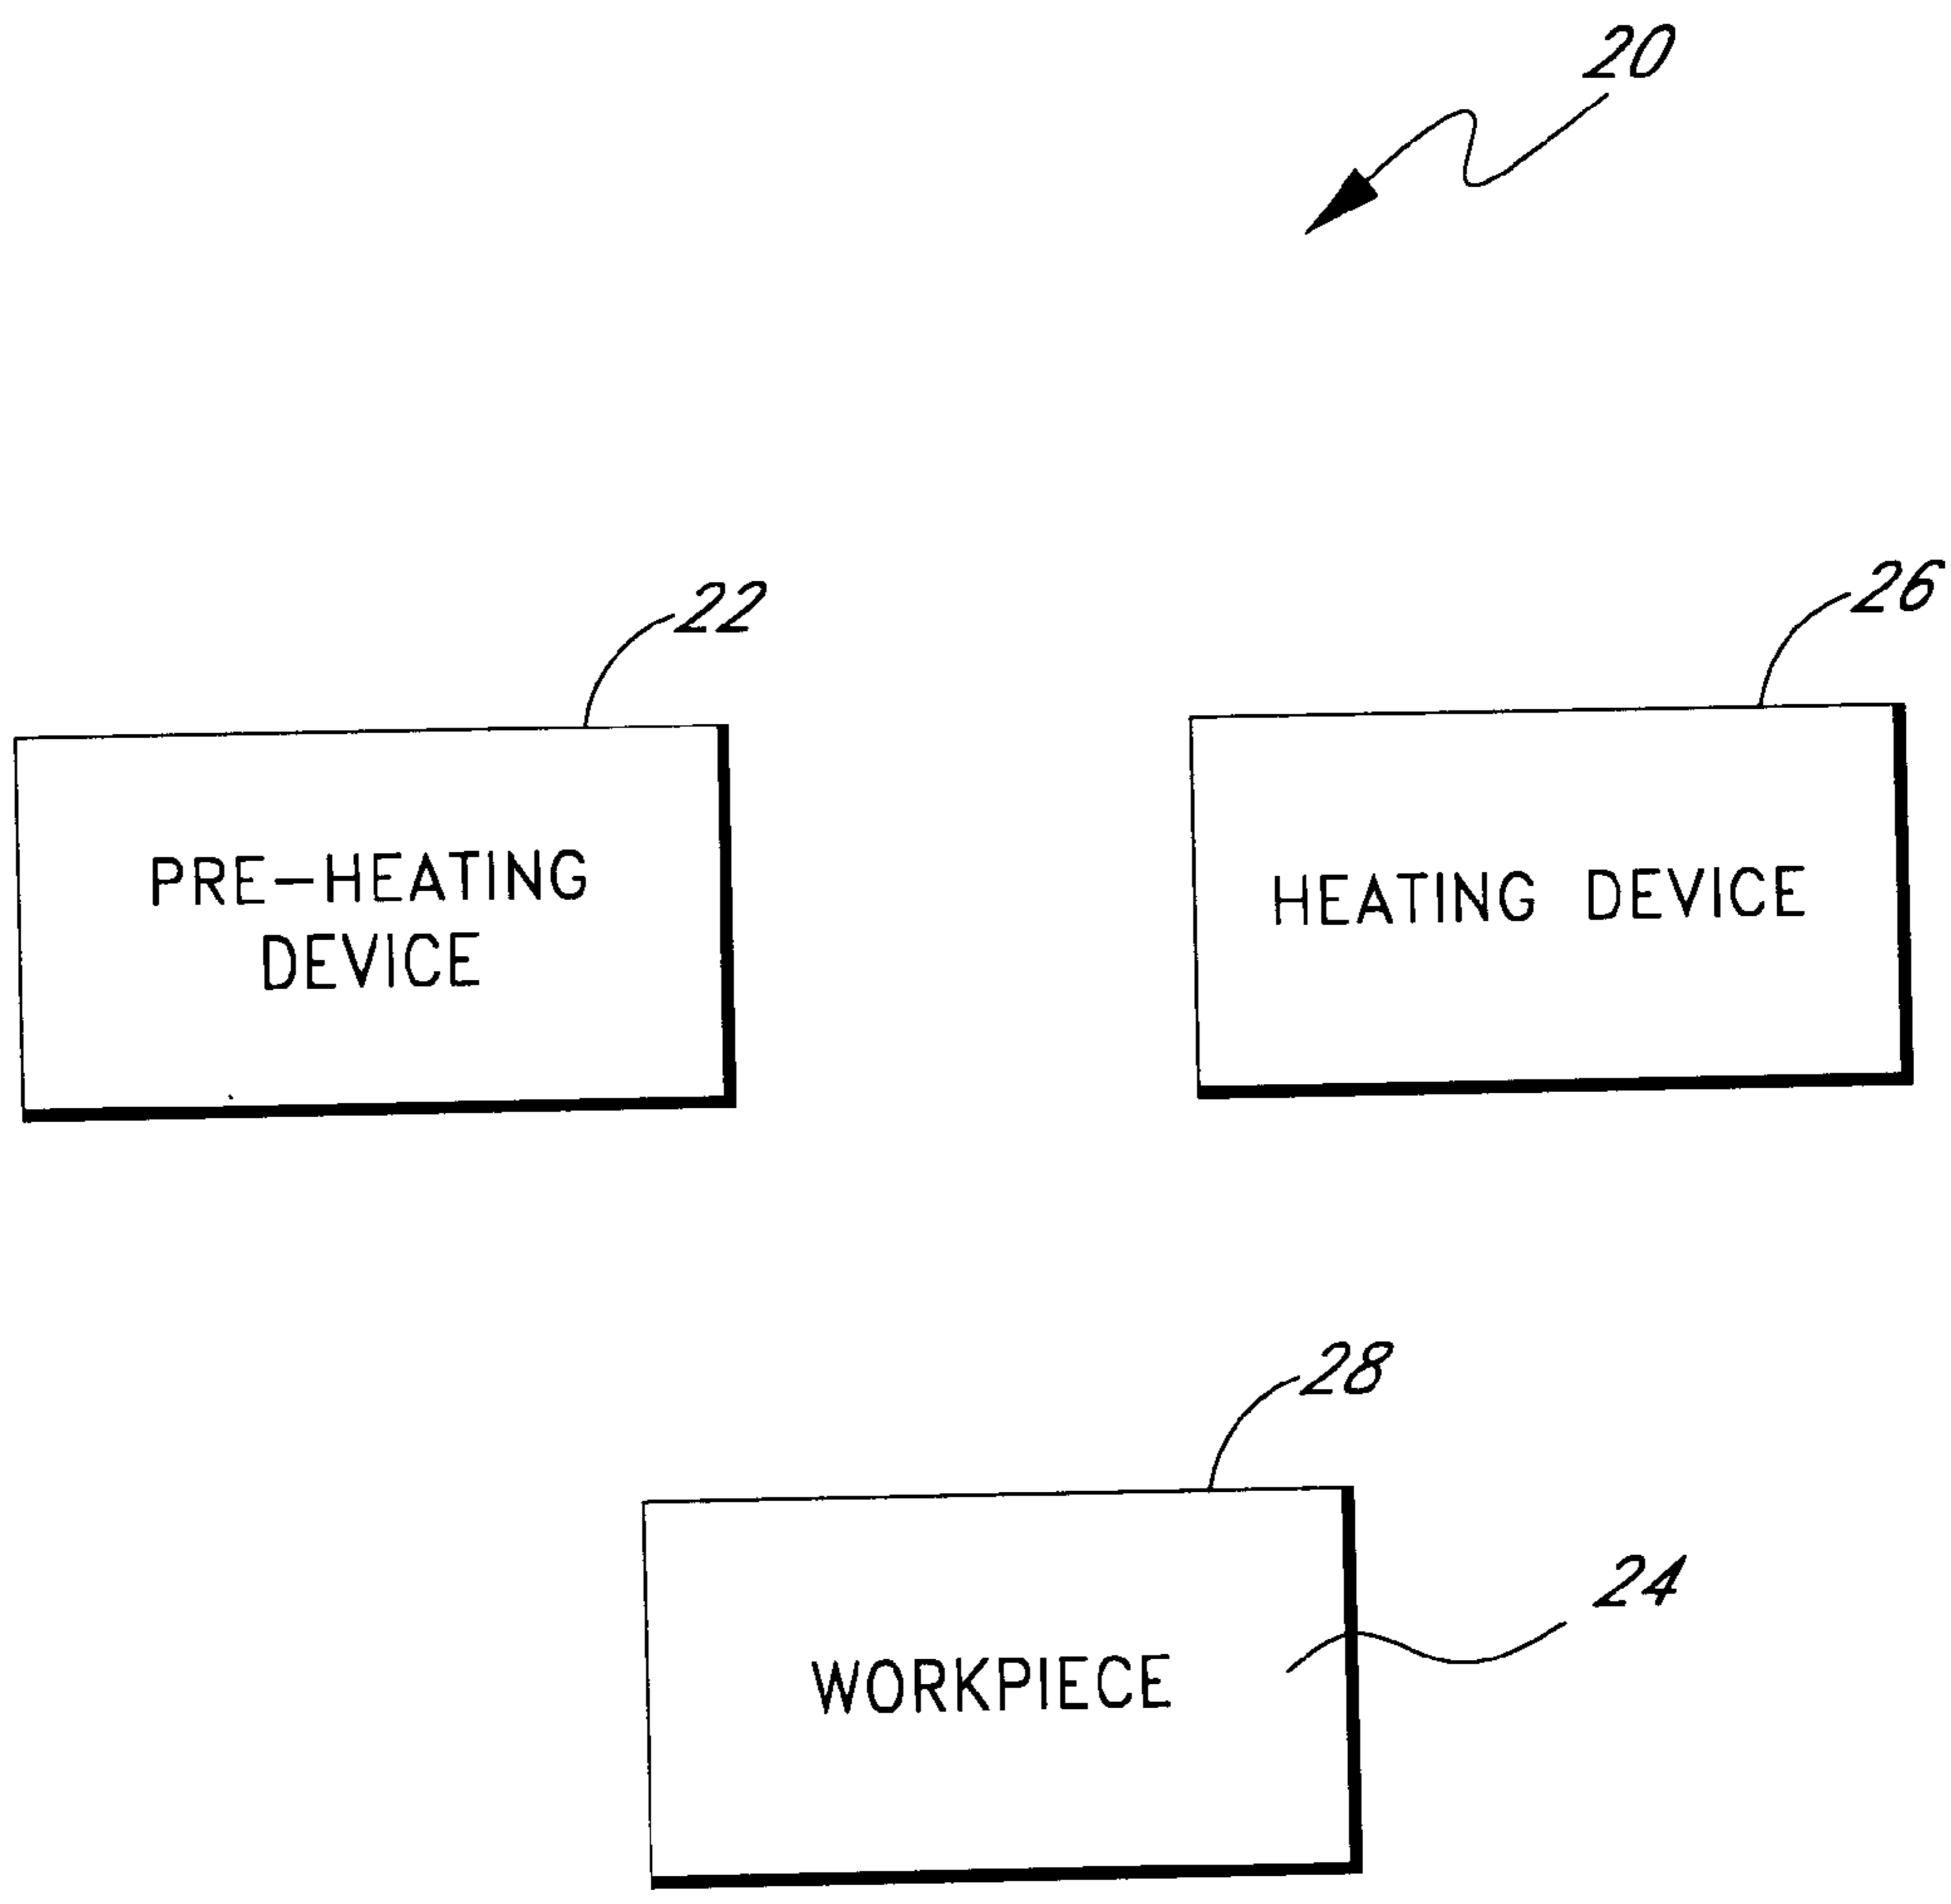 20
22
26
PRE-HEATING
DEVICE
HEATING DEVICE
28
24
WORKPIECE